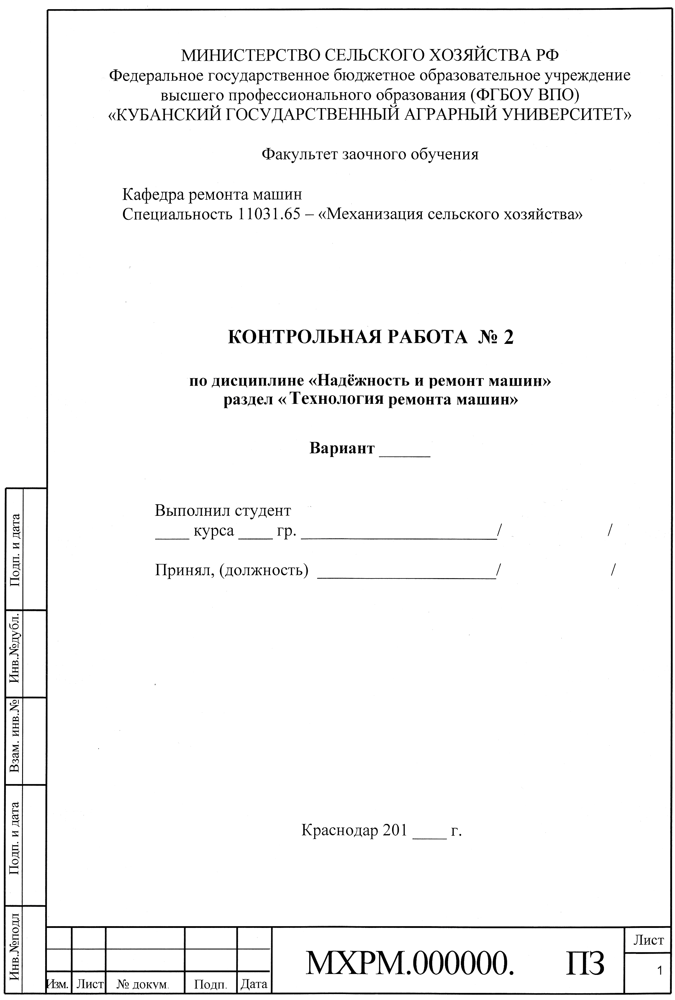 МИНИСТЕРСТВО СЕЛЬСКОГО ХОЗЯЙСТВА РФ
Федеральное государственное бюджетное образовательное учреждение
высшего профессионального образования (ФГБОУ ВПО)
«КУБАНСКИЙ ГОСУДАРСТВЕННЫЙ АГРАРНЫЙ УНИВЕРСИТЕТ»
Факультет заочного обучения
Кафедра ремонта машин
Специальность 11031.65 – «Механизация сельского хозяйства»
КОНТРОЛЬНАЯ РАБОТА № 2
по дисциплине «Надёжность и ремонт машин»
раздел «Технология ремонта машин»
Вариант ______
Выполнил студент
____ курса ____ гр. _______________________/ /
Принял, (должность) _____________________/ /
Краснодар 201 ____ г.
Подп. и дата
Инв.№дубл.
Взам. инв.№
Подп. и дата
Инв.№подл
Изм. Лист № докум. Подп. Дата
МХРМ.000000. ПЗ
Лист
1